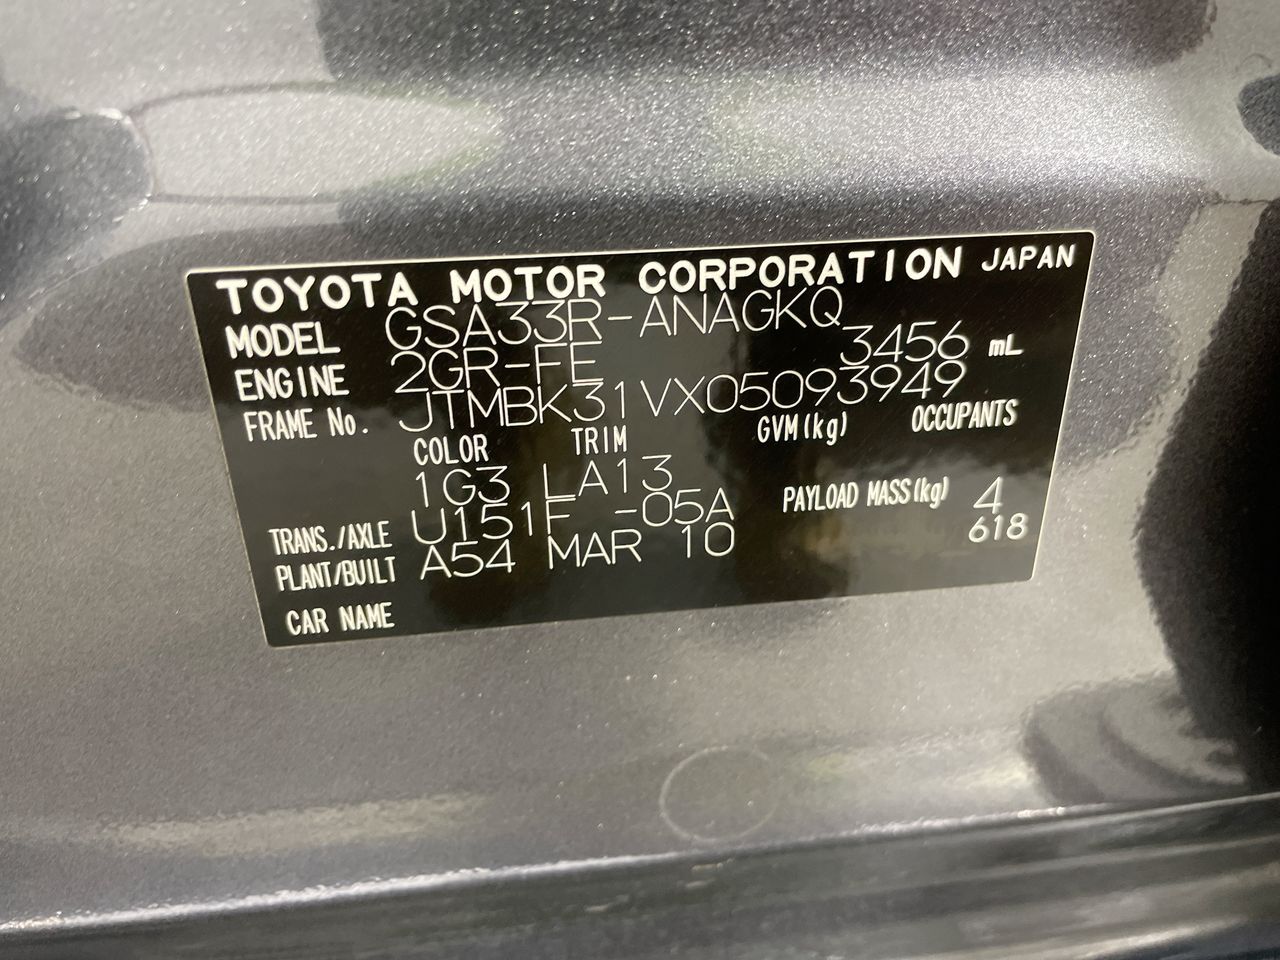 TOYOTA MOTOR CORPORATION JAPAN
MODEL GSA33R-ANAGKQ
ENGINE 2GR-FE 3456 mL
FRAME No. JTMBK31VX05093949
COLOR TRIM GVM(kg) OCCUPANTS
1G3 LA13
TRANS./AXLE U151F -05A PAYLOAD MASS(kg) 4
PLANT/BUILT A54 MAR 10 618
CAR NAME